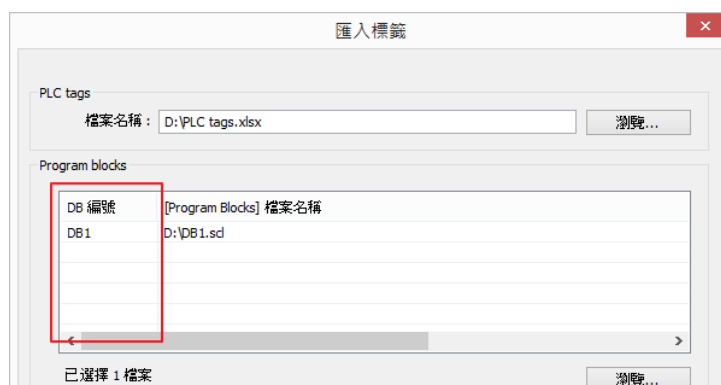 匯入標籤
PLC tags
檔案名稱： D:\PLC tags.xlsx 瀏覽...
Program blocks
DB 編號 [Program Blocks] 檔案名稱
DB1 D:\DB1.scl
已選擇 1 檔案 瀏覽...